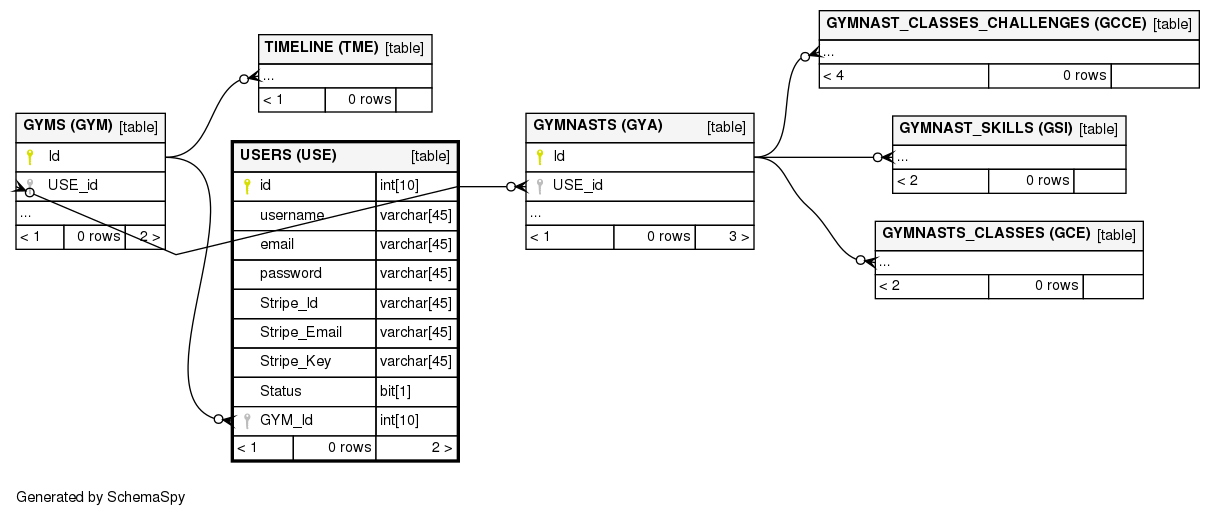 GYMNAST_CLASSES_CHALLENGES (GCCE) [table]
...
< 4 0 rows
TIMELINE (TME) [table]
...
< 1 0 rows
GYMS (GYM) [table]
Id
USE_id
...
< 1 0 rows 2 >
USERS (USE) [table]
id int[10]
username varchar[45]
email varchar[45]
password varchar[45]
Stripe_Id varchar[45]
Stripe_Email varchar[45]
Stripe_Key varchar[45]
Status bit[1]
GYM_Id int[10]
< 1 0 rows 2 >
GYMNASTS (GYA) [table]
Id
USE_id
...
< 1 0 rows 3 >
GYMNAST_SKILLS (GSI) [table]
...
< 2 0 rows
GYMNASTS_CLASSES (GCE) [table]
...
< 2 0 rows
Generated by SchemaSpy